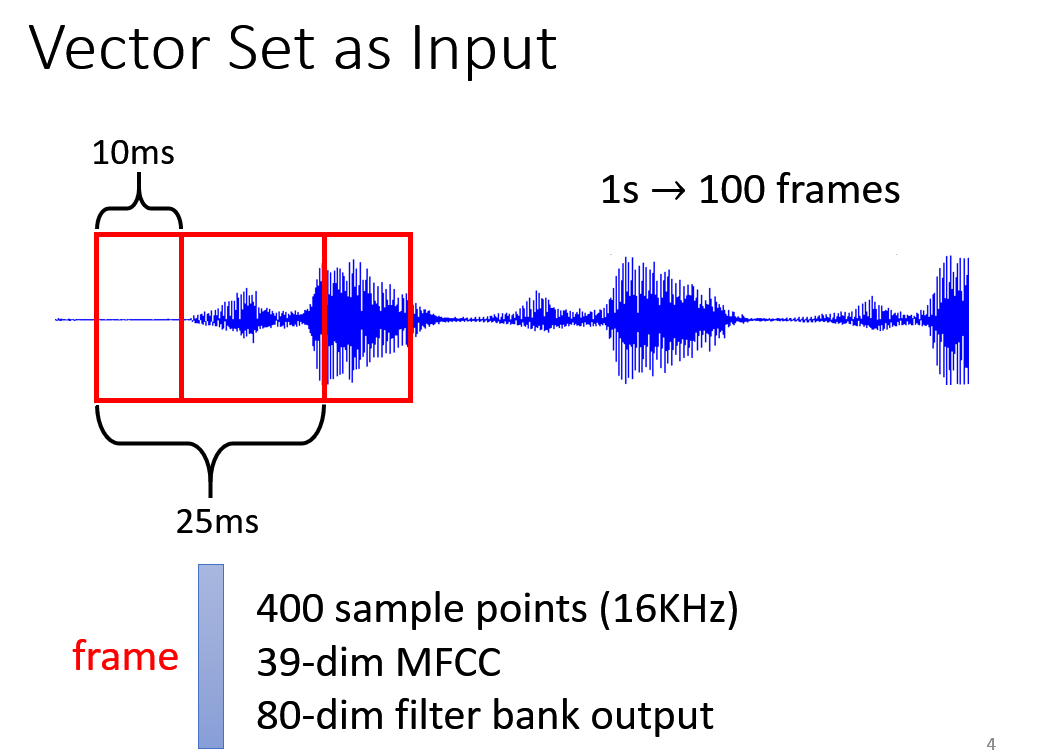 Vector Set as Input
10ms
1s → 100 frames
25ms
400 sample points (16KHz)
frame
39-dim MFCC
80-dim filter bank output
4